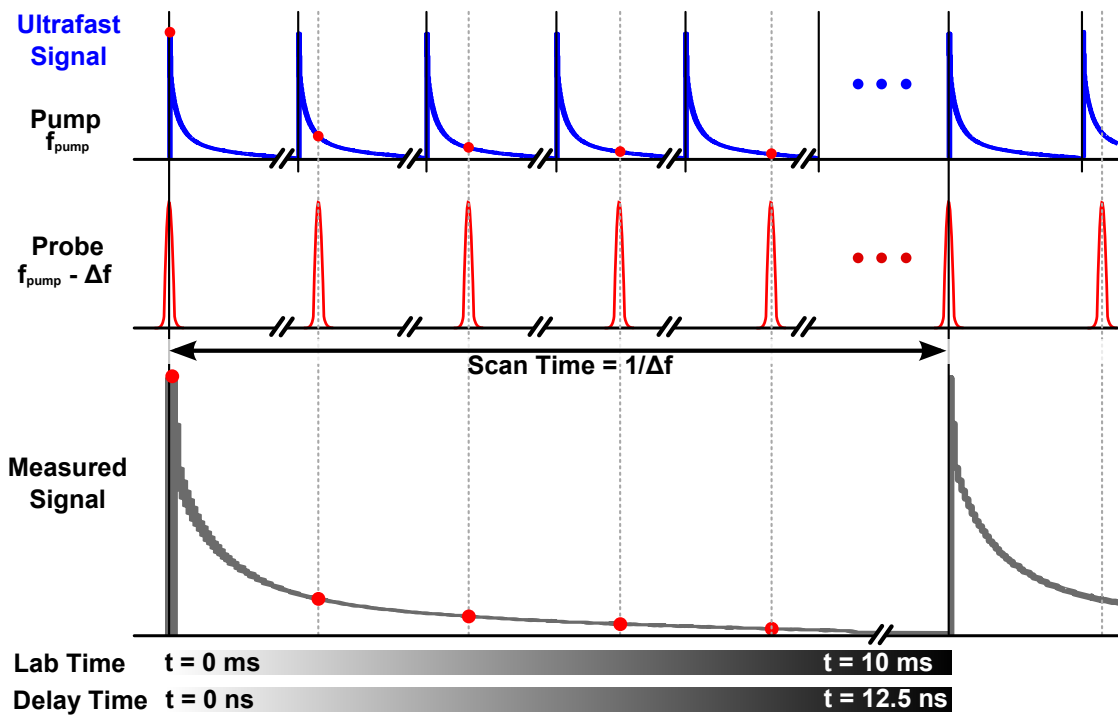 Ultrafast
Signal
Pump
fpump
Probe
fpump - Δf
Scan Time = 1/Δf
Measured
Signal
Lab Time t = 0 ms t = 10 ms
Delay Time t = 0 ns t = 12.5 ns